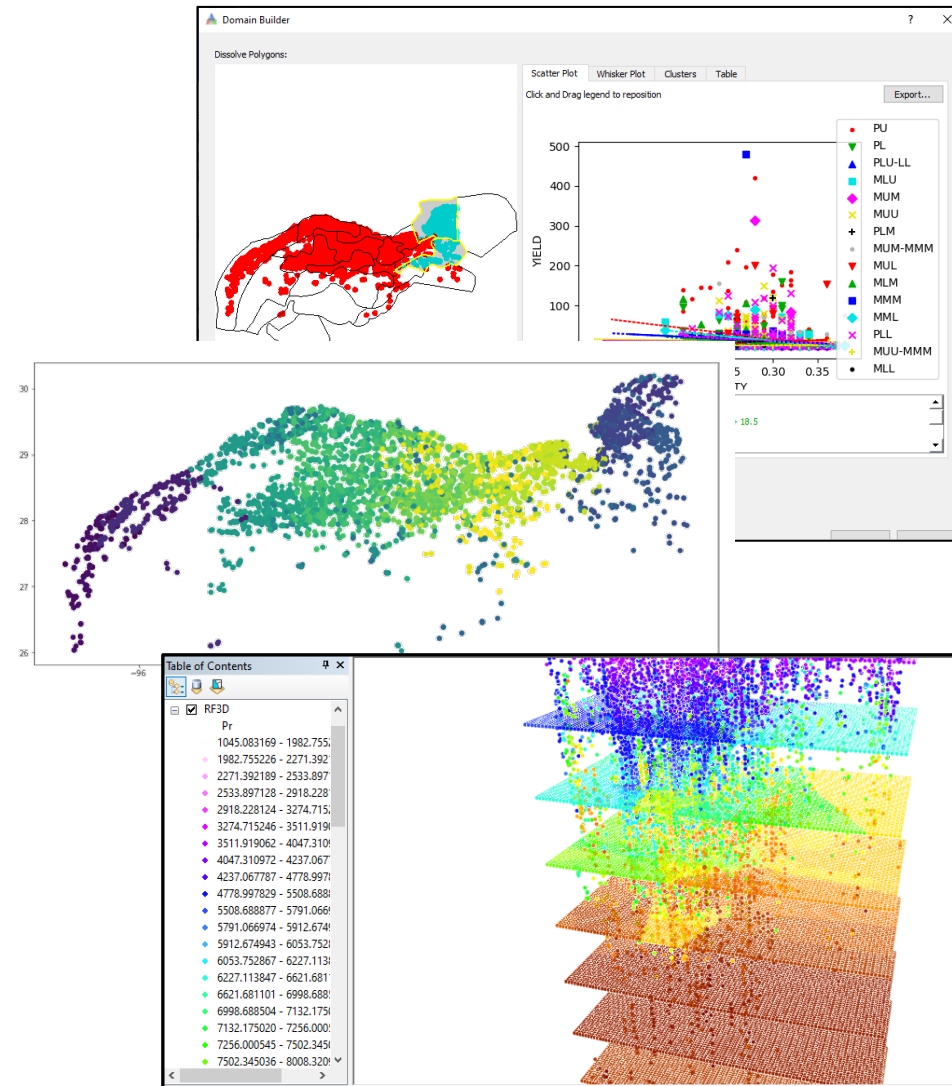 Domain Builder
? ×
Dissolve Polygons:
Scatter Plot Whisker Plot Clusters Table
Click and Drag legend to reposition
Export...
PU
PL
PLU-LL
MLU
MUM
MUU
PLM
MUM-MMM
MUL
MLM
MMM
MML
PLL
MUU-MMM
MLL
500
400
300
200
100
YIELD
5 0.30 0.35
TY
18.5
30
29
28
27
26
−96
Table of Contents
RF3D
Pr
1045.083169 - 1982.755
1982.755226 - 2271.392
2271.392189 - 2533.897
2533.897128 - 2918.228
2918.228124 - 3274.715
3274.715246 - 3511.919
3511.919062 - 4047.310
4047.310972 - 4237.067
4237.067787 - 4778.997
4778.997829 - 5508.688
5508.688877 - 5791.066
5791.066974 - 5912.674
5912.674943 - 6053.752
6053.752867 - 6227.113
6227.113847 - 6621.681
6621.681101 - 6998.688
6998.688504 - 7132.175
7132.175020 - 7256.000
7256.000545 - 7502.345
7502.345036 - 8008.320